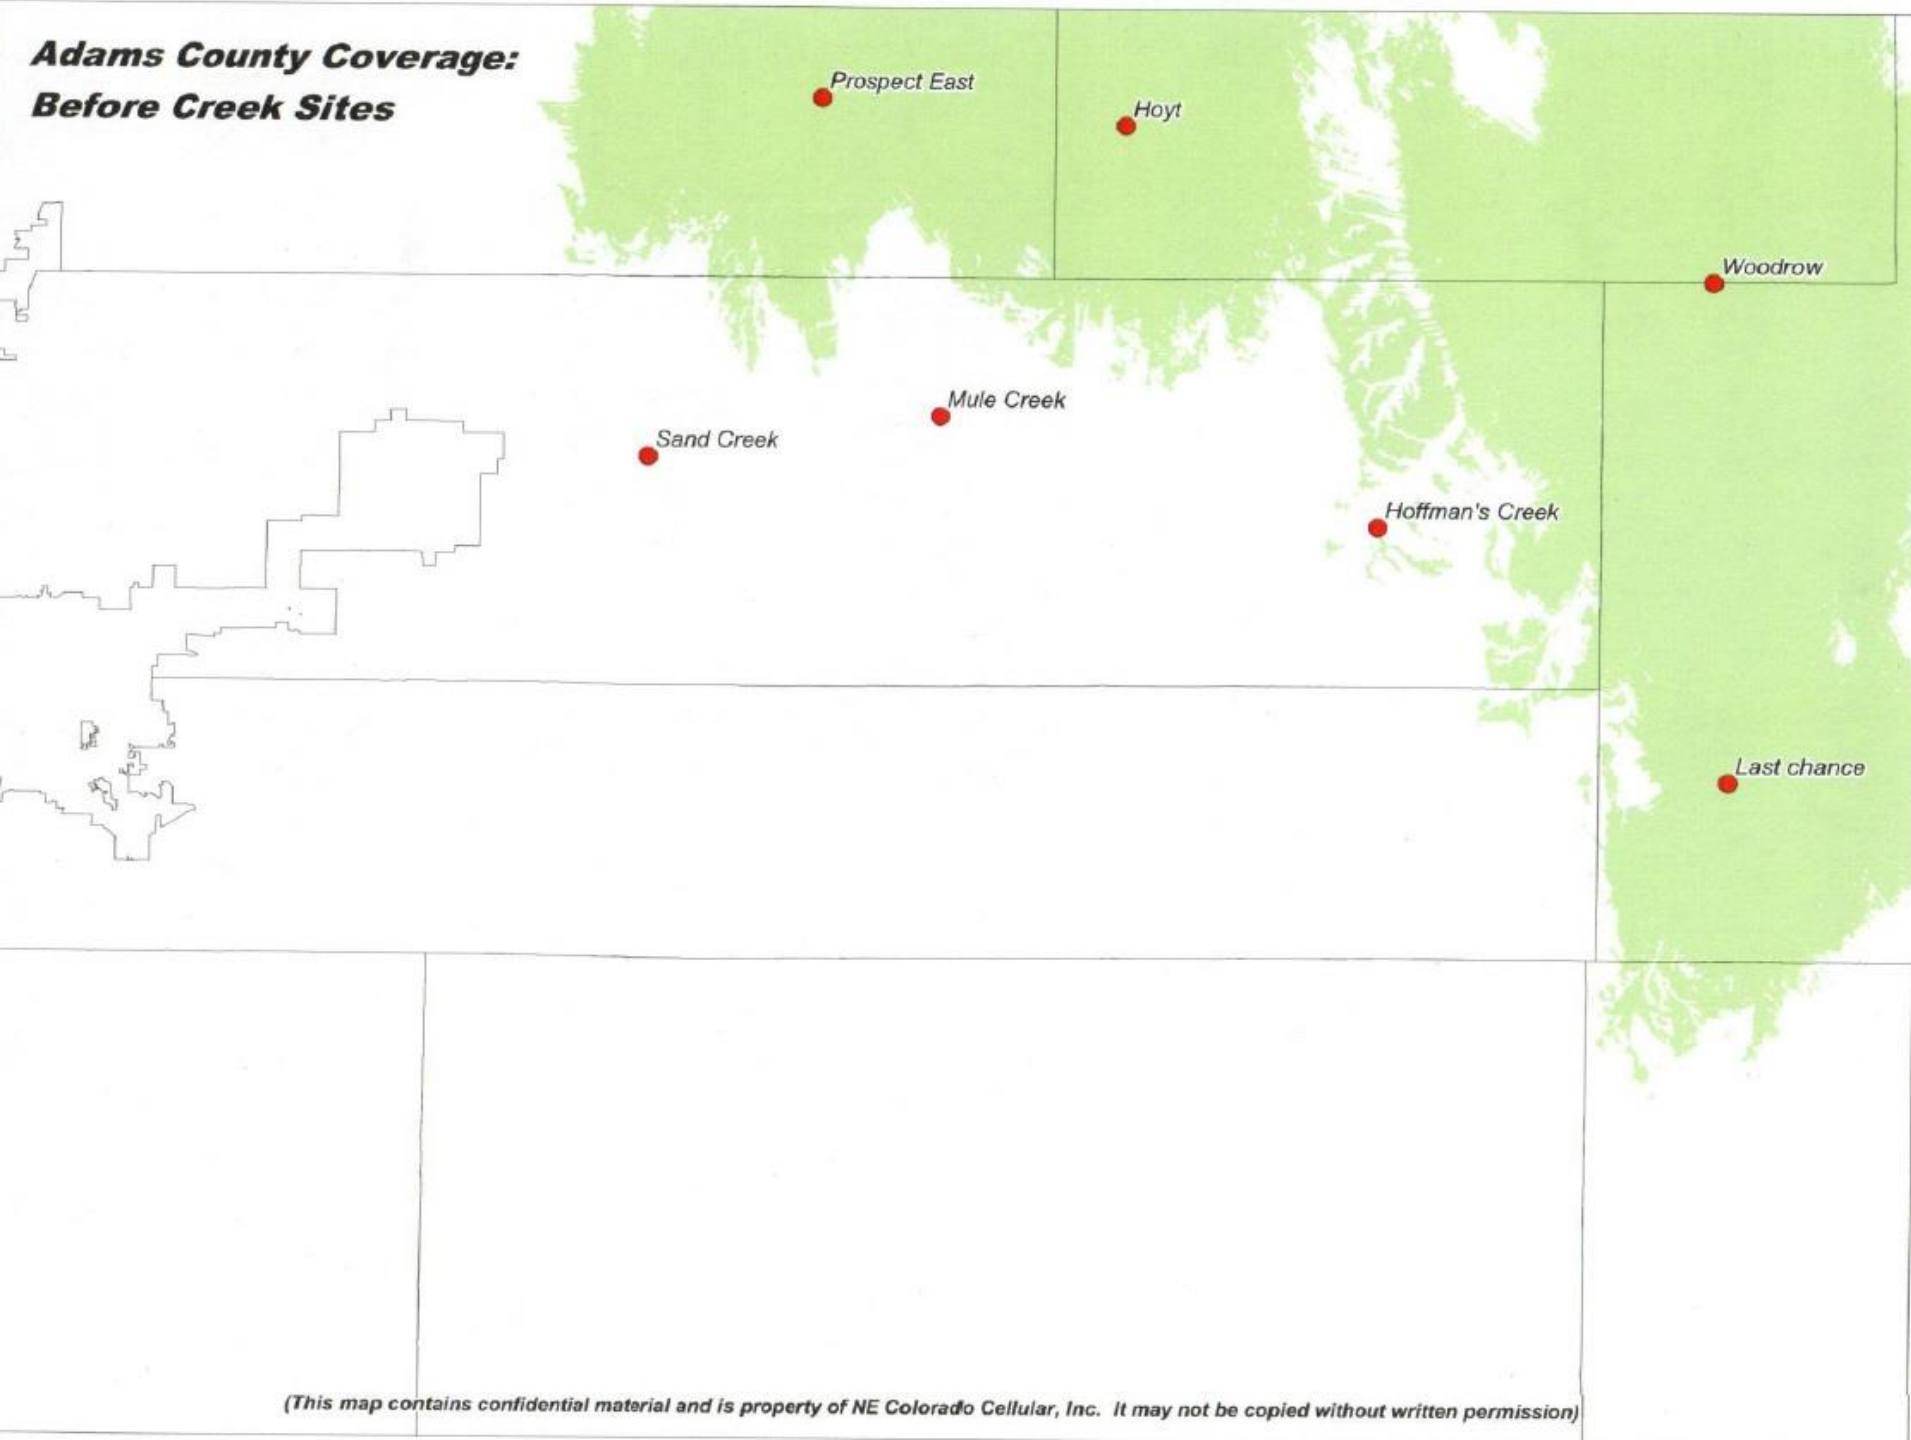 Adams County Coverage:
Before Creek Sites
Prospect East
Hoyt
Woodrow
Mule Creek
Sand Creek
Hoffman's Creek
Last chance
(This map contains confidential material and is property of NE Colorado Cellular, Inc. It may not be copied without written permission)